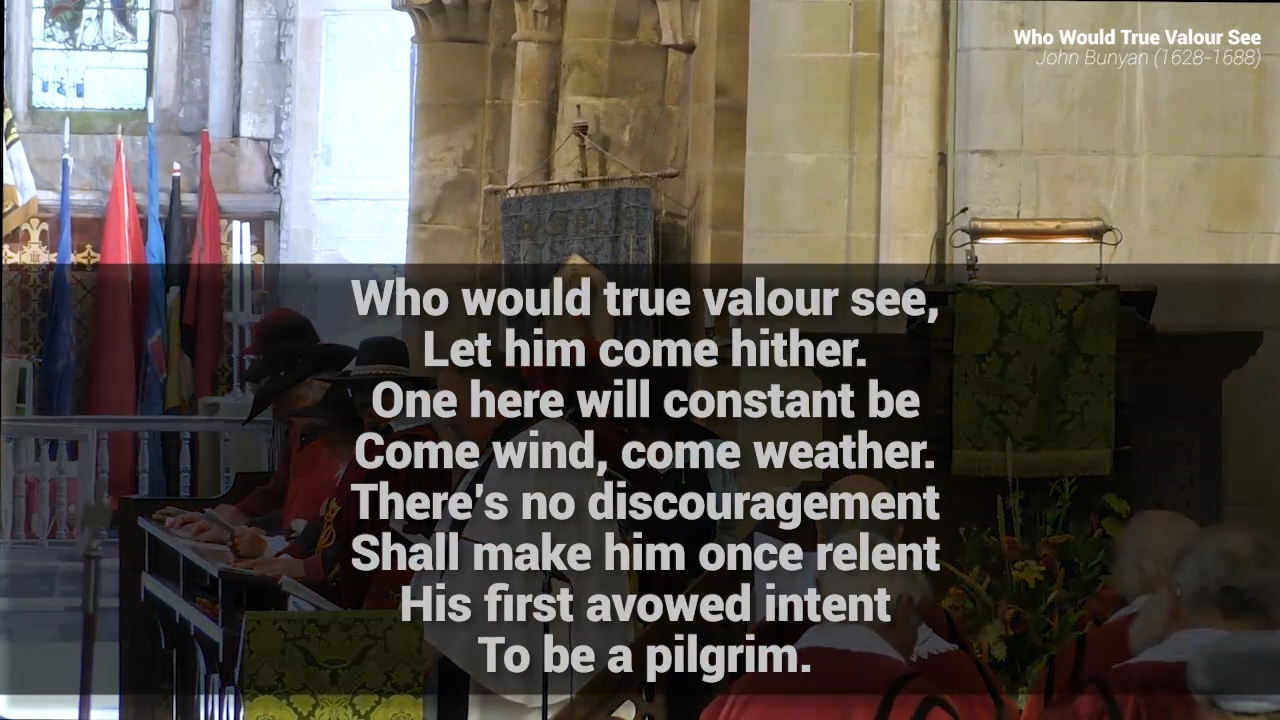 Who Would True Valour See
John Bunyan (1628-1688)
Who would true valour see,
Let him come hither.
One here will constant be
Come wind, come weather.
There's no discouragement
Shall make him once relent
His first avowed intent
To be a pilgrim.